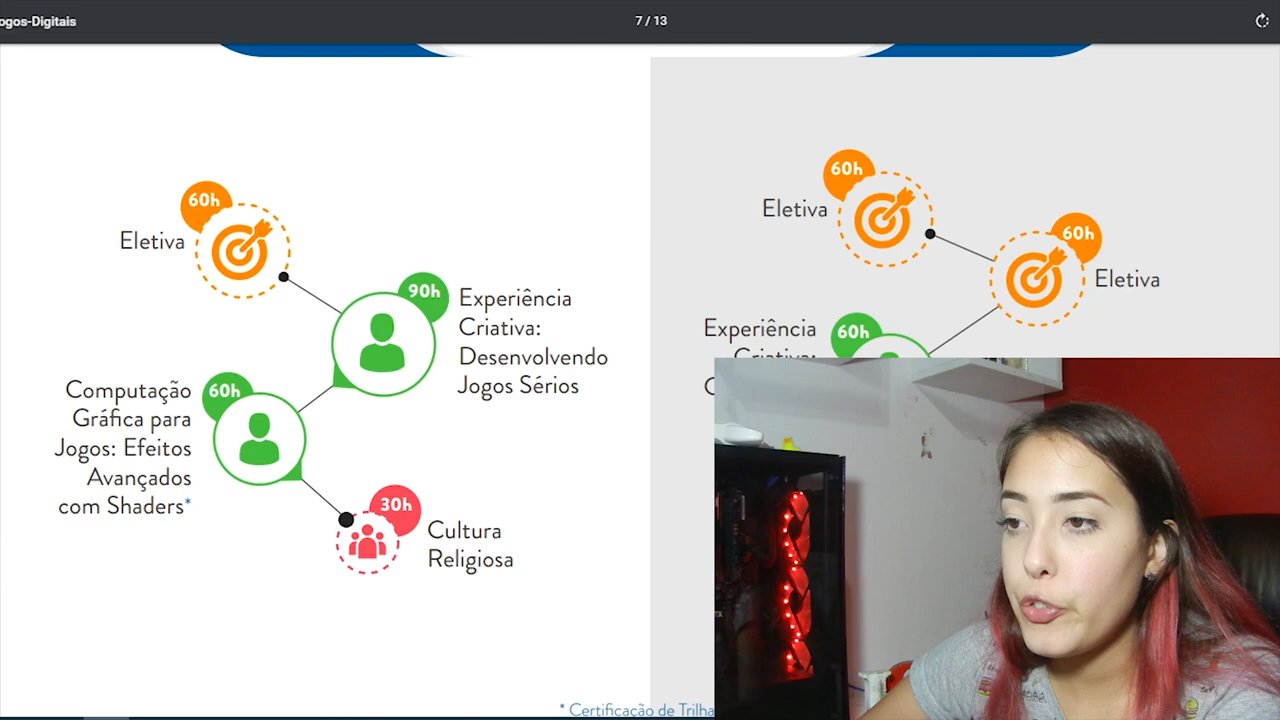 ogos-Digitais
7 / 13
60h
Eletiva
90h
Experiência
Criativa:
Desenvolvendo
Jogos Sérios
60h
Computação
Gráfica para
Jogos: Efeitos
Avançados
com Shaders*
30h
Cultura
Religiosa
60h
Eletiva
60h
Eletiva
60h
Experiência
Criativa:
* Certificação de Trilha